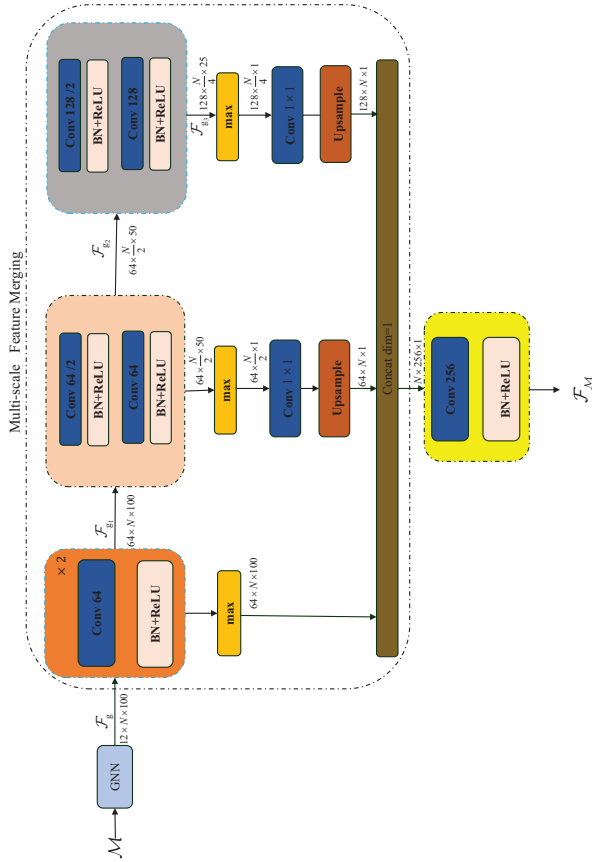 Multi-scale Feature Merging
M
GNN
F_g
12 × N × 100
× 2
Conv 64
BN+ReLU
F_g₁
64 × N × 100
Conv 64 /2
BN+ReLU
Conv 64
BN+ReLU
F_g₂
64 × N/2 × 50
Conv 128 /2
BN+ReLU
Conv 128
BN+ReLU
max
64 × N × 100
64 × N/2 × 50
max
64 × N/2 × 1
Conv 1 × 1
Upsample
64 × N × 1
F_g₃
128 × N/4 × 25
max
128 × N/4 × 1
Conv 1 × 1
Upsample
128 × N × 1
Concat dim=1
N × 256 × 1
Conv 256
BN+ReLU
F_M